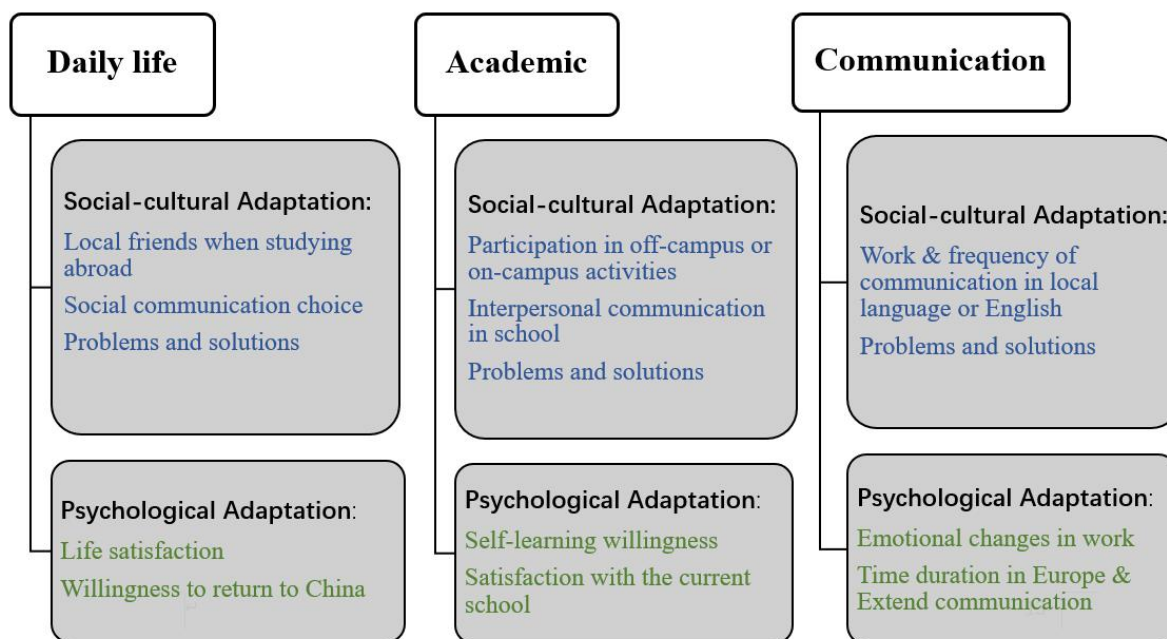 Daily life
Social-cultural Adaptation:
Local friends when studying
abroad
Social communication choice
Problems and solutions
Psychological Adaptation:
Life satisfaction
Willingness to return to China
Academic
Social-cultural Adaptation:
Participation in off-campus or
on-campus activities
Interpersonal communication
in school
Problems and solutions
Psychological Adaptation:
Self-learning willingness
Satisfaction with the current
school
Communication
Social-cultural Adaptation:
Work & frequency of
communication in local
language or English
Problems and solutions
Psychological Adaptation:
Emotional changes in work
Time duration in Europe &
Extend communication